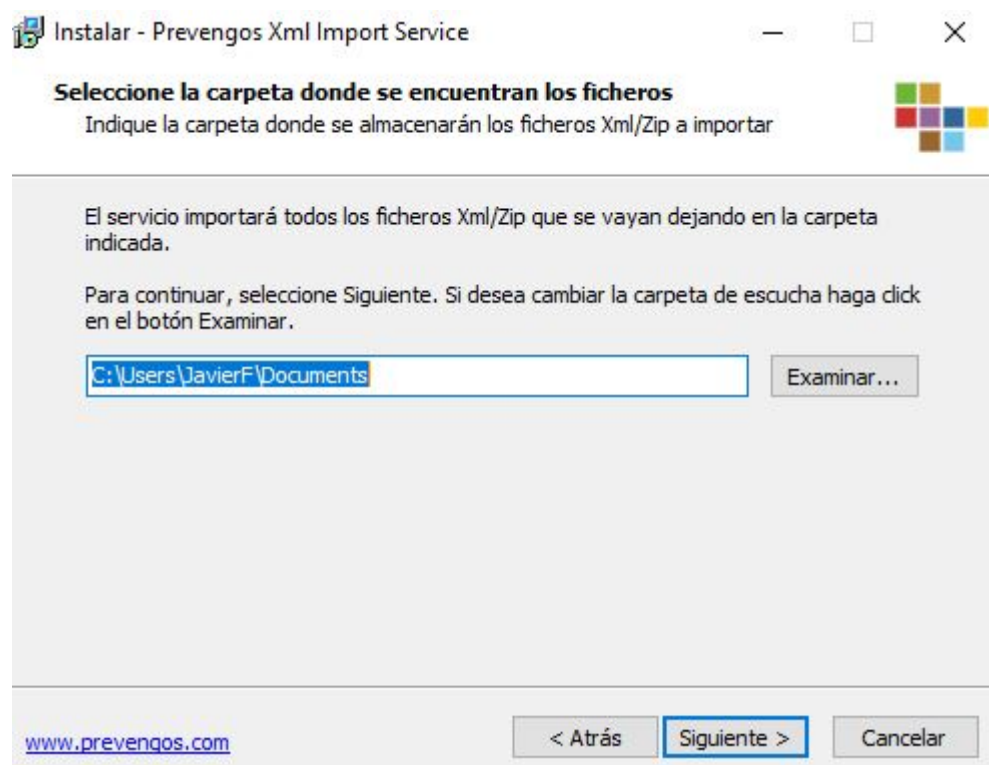 Instalar - Prevengos Xml Import Service
Seleccione la carpeta donde se encuentran los ficheros
Indique la carpeta donde se almacenarán los ficheros Xml/Zip a importar
El servicio importará todos los ficheros Xml/Zip que se vayan dejando en la carpeta
indicada.
Para continuar, seleccione Siguiente. Si desea cambiar la carpeta de escucha haga click
en el botón Examinar.
C:\Users\JavierF\Documents
Examinar...
www.prevengos.com
< Atrás
Siguiente >
Cancelar